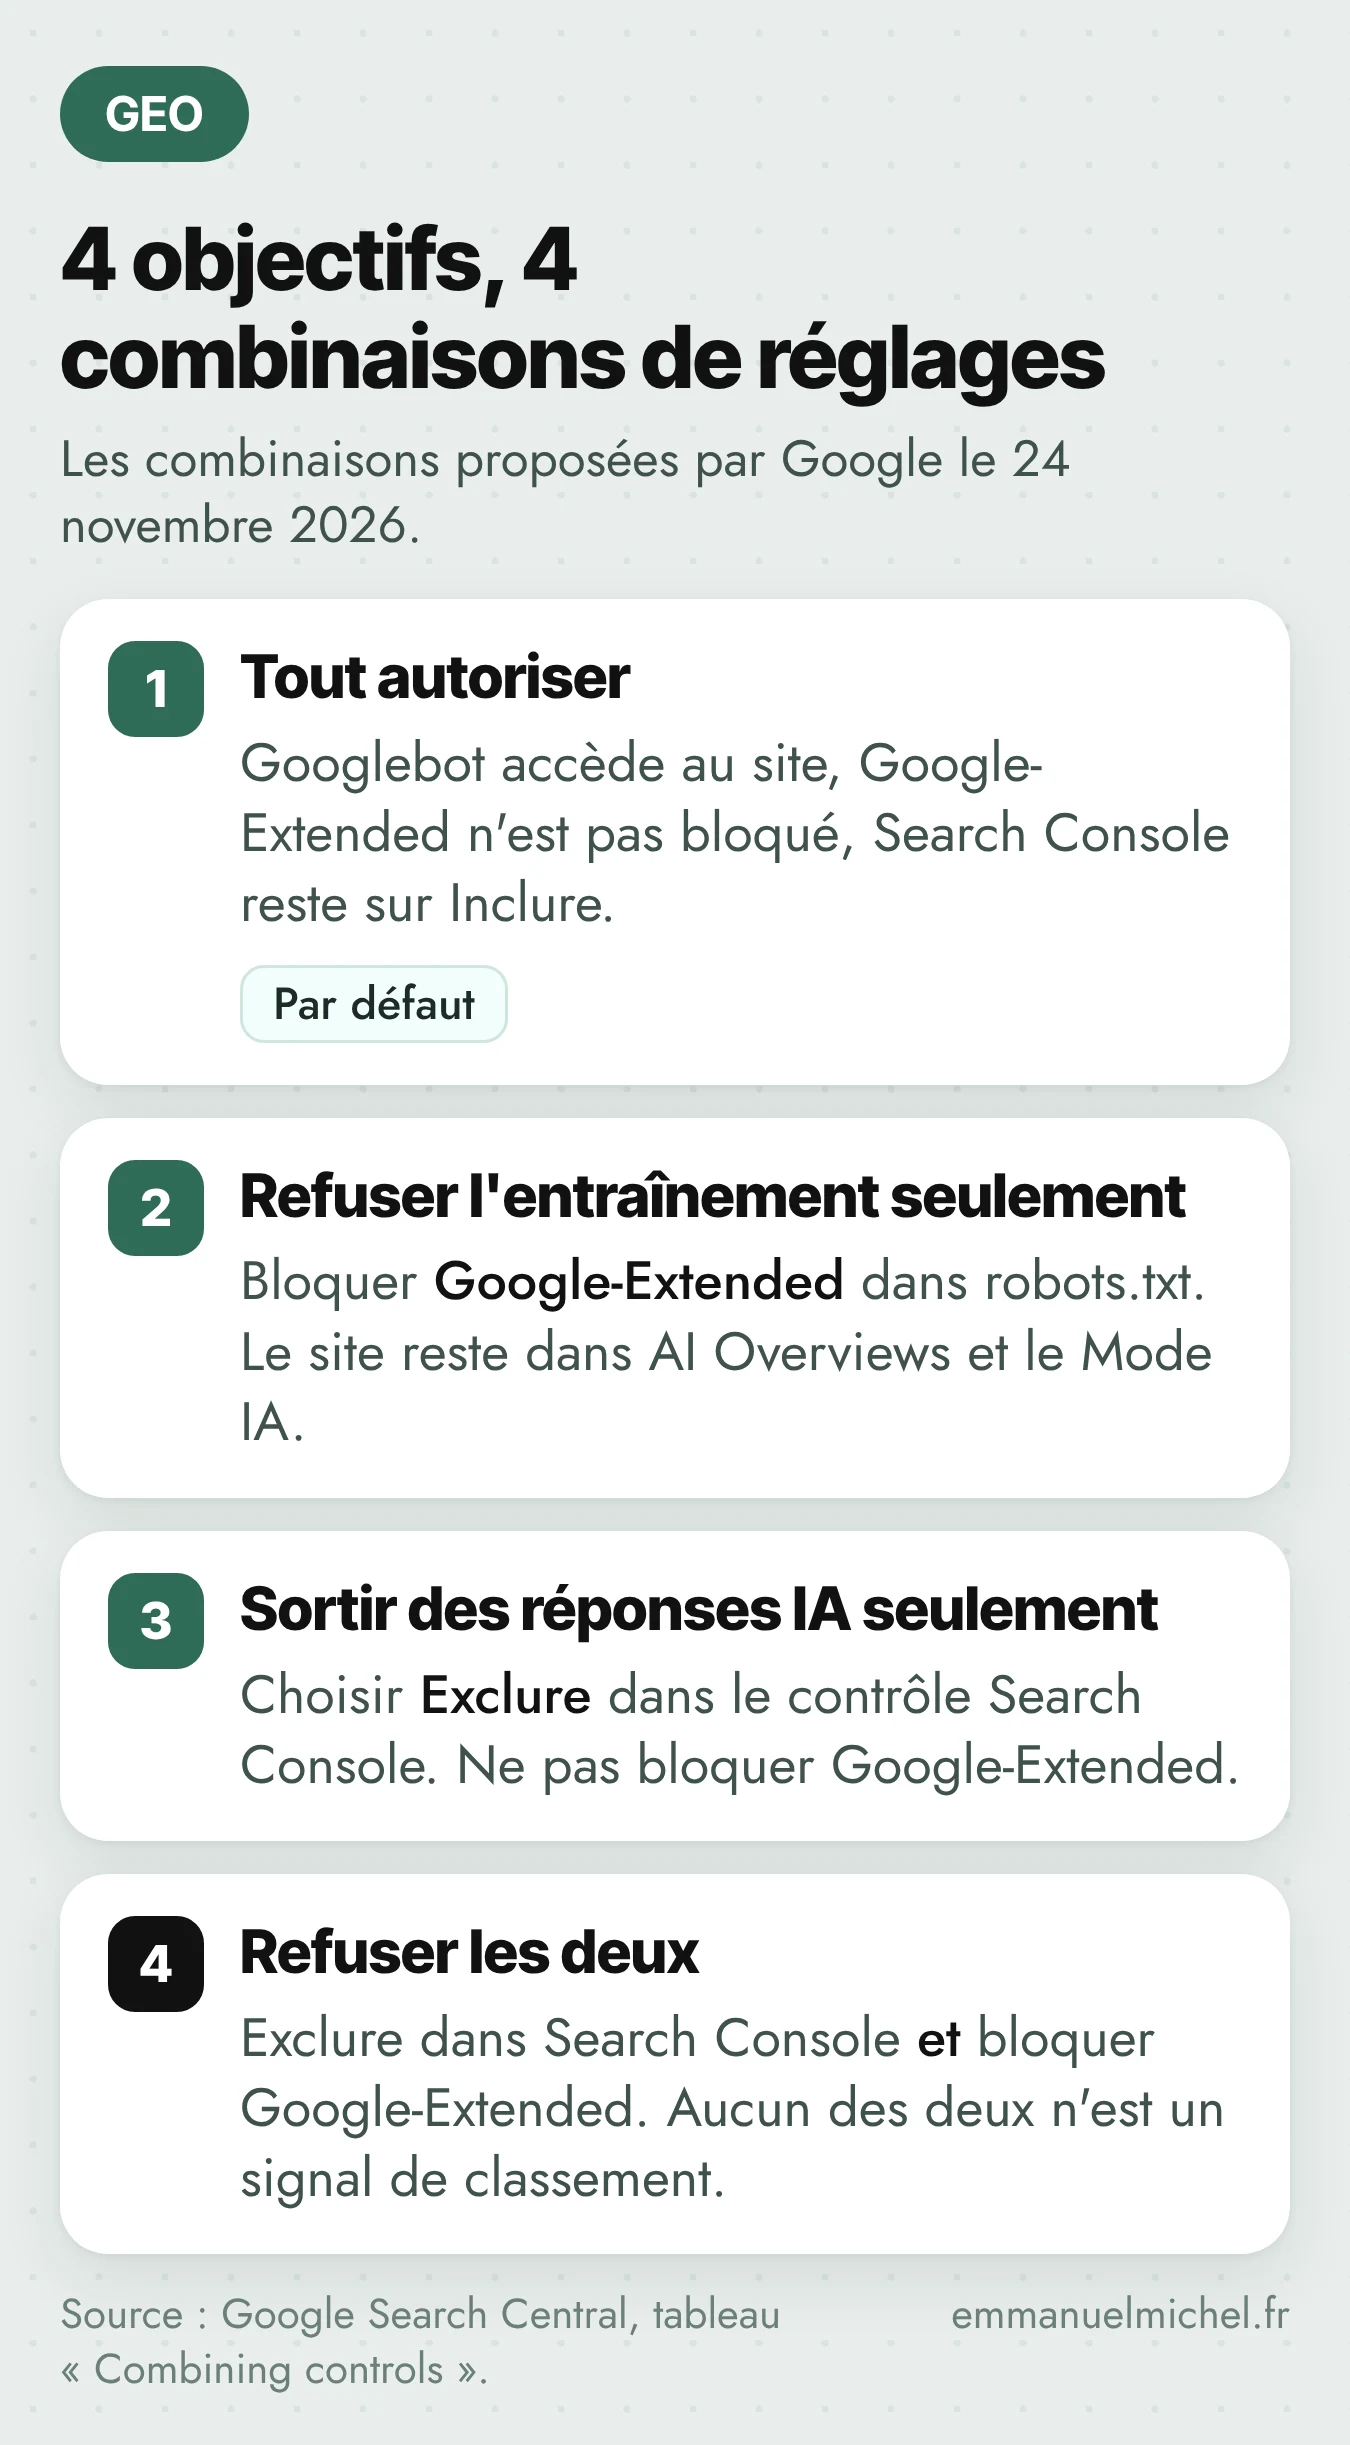 GEO
4 objectifs, 4
combinaisons de réglages
Les combinaisons proposées par Google le 24
novembre 2026.
1
Tout autoriser
Googlebot accède au site, Google-
Extended n'est pas bloqué, Search Console
reste sur Inclure.
Par défaut
2
Refuser l'entraînement seulement
Bloquer Google-Extended dans robots.txt.
Le site reste dans AI Overviews et le Mode
IA.
3
Sortir des réponses IA seulement
Choisir Exclure dans le contrôle Search
Console. Ne pas bloquer Google-Extended.
4
Refuser les deux
Exclure dans Search Console et bloquer
Google-Extended. Aucun des deux n'est un
signal de classement.
Source : Google Search Central, tableau
« Combining controls ».
emmanuelmichel.fr